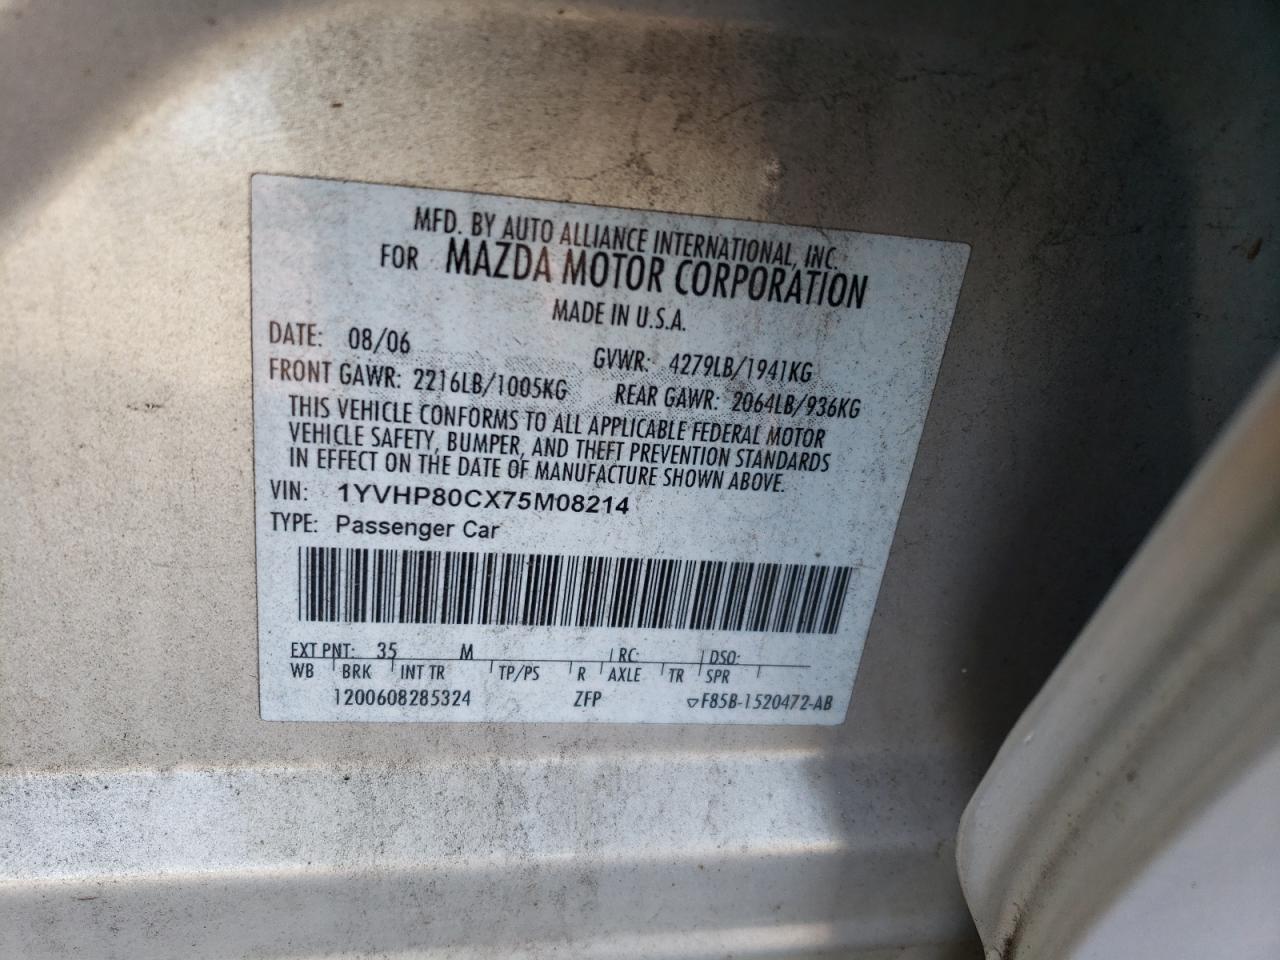 MFD. BY AUTO ALLIANCE INTERNATIONAL, INC.
FOR MAZDA MOTOR CORPORATION
MADE IN U.S.A.
DATE: 08/06 GVWR: 4279LB/1941KG
FRONT GAWR: 2216LB/1005KG REAR GAWR: 2064LB/936KG
THIS VEHICLE CONFORMS TO ALL APPLICABLE FEDERAL MOTOR
VEHICLE SAFETY, BUMPER, AND THEFT PREVENTION STANDARDS
IN EFFECT ON THE DATE OF MANUFACTURE SHOWN ABOVE.
VIN: 1YVHP80CX75M08214
TYPE: Passenger Car
EXT PNT: 35 M RC: DSO:
WB BRK INT TR TP/PS R AXLE TR SPR
1200608285324 ZFP ▽F85B-1520472-AB